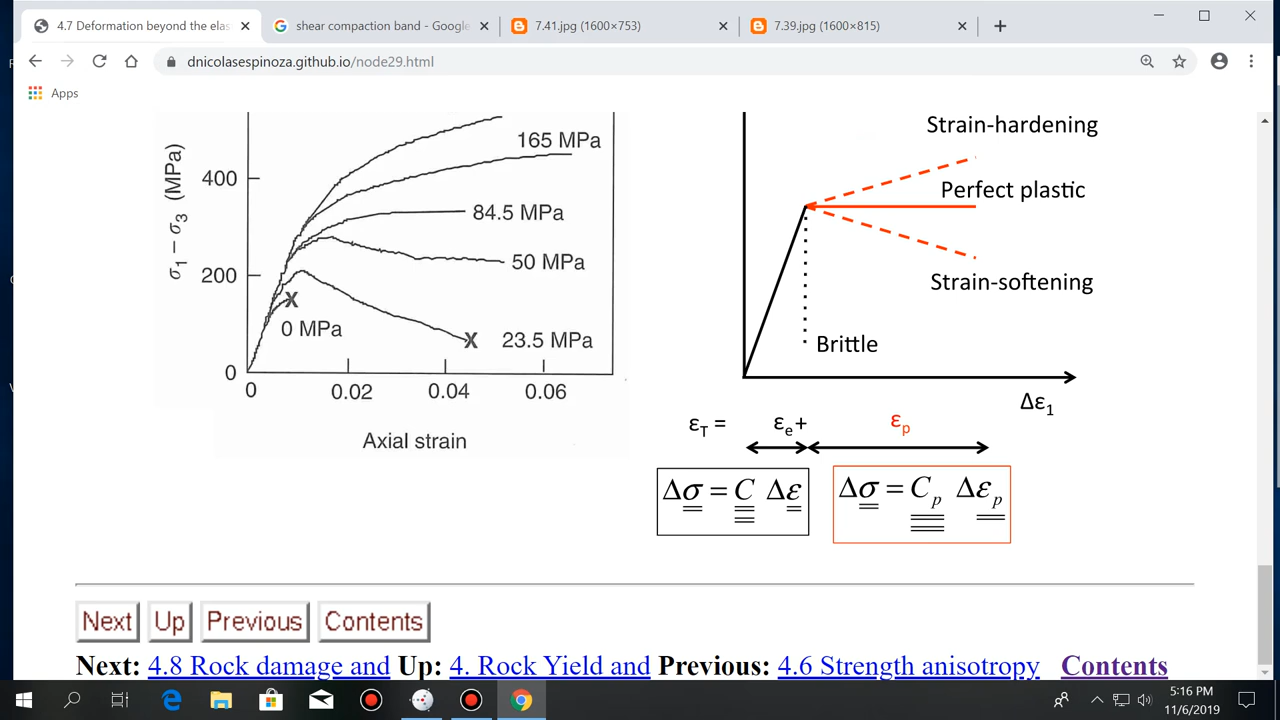 4.7 Deformation beyond the elas
shear compaction band - Google
7.41.jpg (1600×753)
7.39.jpg (1600×815)
dnicolasespinoza.github.io/node29.html
Apps
σ1 − σ3 (MPa)
400
200
0
165 MPa
84.5 MPa
50 MPa
X
0 MPa
X
23.5 MPa
0
0.02
0.04
0.06
Axial strain
Strain-hardening
Perfect plastic
Strain-softening
Brittle
Δε1
εT = εe+ εp
Δσ = C Δε
Δσ = Cp Δεp
Next
Up
Previous
Contents
Next: 4.8 Rock damage and Up: 4. Rock Yield and Previous: 4.6 Strength anisotropy Contents
5:16 PM
11/6/2019